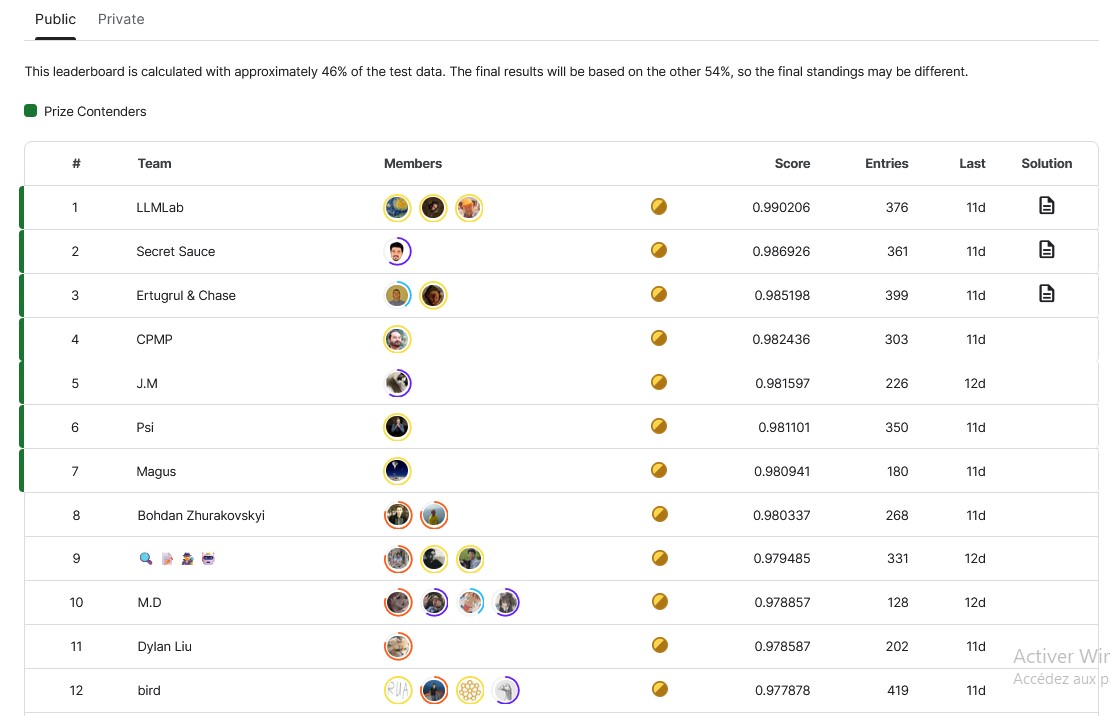 Public Private
This leaderboard is calculated with approximately 46% of the test data. The final results will be based on the other 54%, so the final standings may be different.
Prize Contenders
# Team Members Score Entries Last Solution
1 LLMLab 0.990206 376 11d
2 Secret Sauce 0.986926 361 11d
3 Ertugrul & Chase 0.985198 399 11d
4 CPMP 0.982436 303 11d
5 J.M 0.981597 226 12d
6 Psi 0.981101 350 11d
7 Magus 0.980941 180 11d
8 Bohdan Zhurakovskyi 0.980337 268 11d
9 0.979485 331 12d
10 M.D 0.978857 128 12d
11 Dylan Liu 0.978587 202 11d
Activer Wir
Accédez aux p
12 bird RUA 0.977878 419 11d